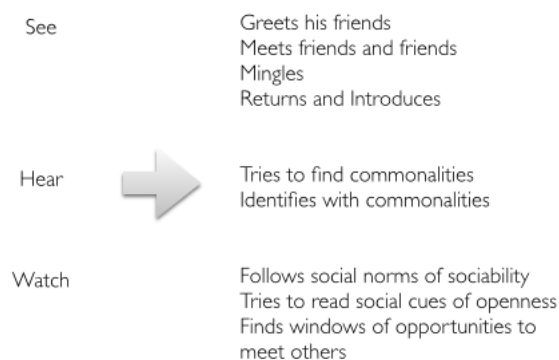 See
Greets his friends
Meets friends and friends
Mingles
Returns and Introduces
Hear
Tries to find commonalities
Identifies with commonalities
Watch
Follows social norms of sociability
Tries to read social cues of openness
Finds windows of opportunities to
meet others